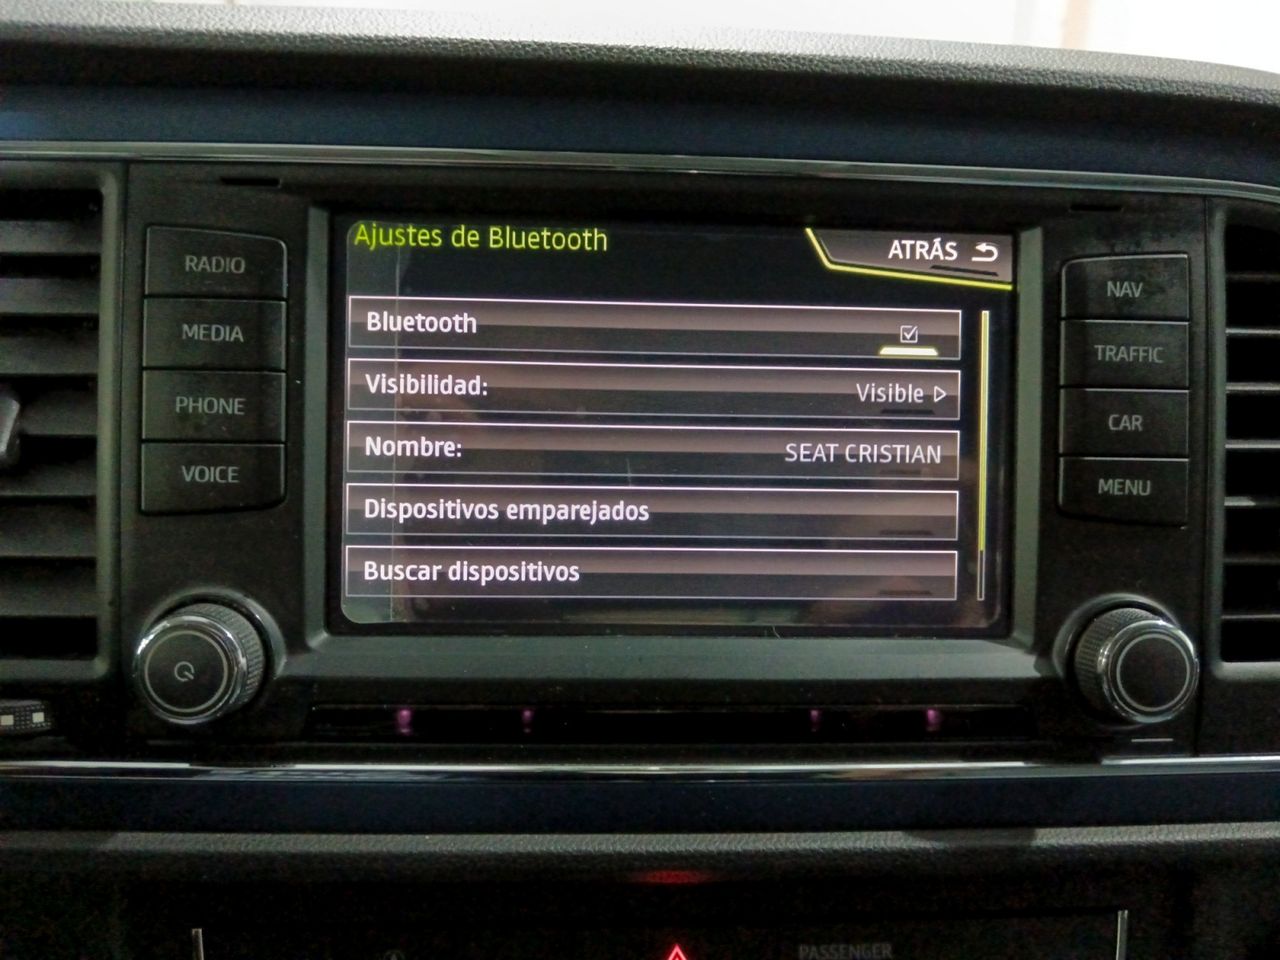 Ajustes de Bluetooth
ATRÁS
Bluetooth
Visibilidad: Visible
Nombre: SEAT CRISTIAN
Dispositivos emparejados
Buscar dispositivos
RADIO
MEDIA
PHONE
VOICE
NAV
TRAFFIC
CAR
MENU
PASSENGER